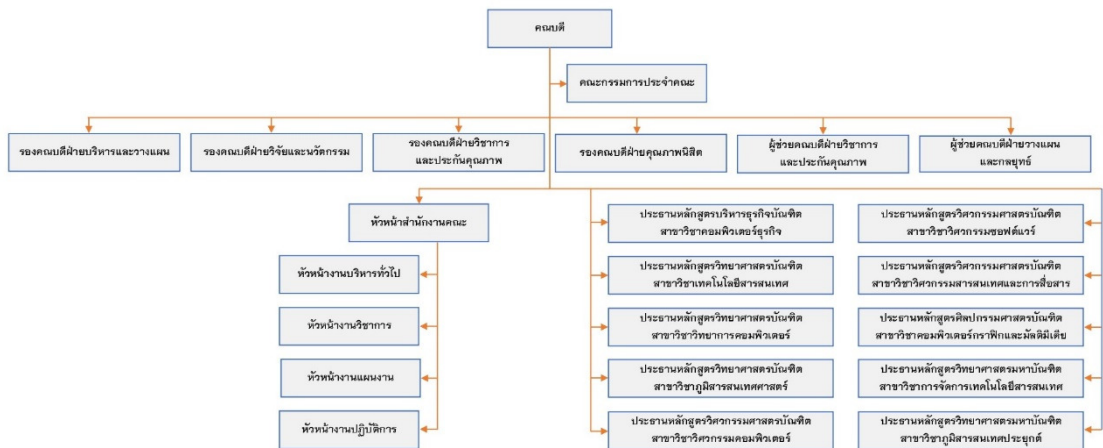 คณบดี
คณะกรรมการประจำคณะ
รองคณบดีฝ่ายบริหารและวางแผน
รองคณบดีฝ่ายวิจัยและนวัตกรรม
รองคณบดีฝ่ายวิชาการ
และประกันคุณภาพ
รองคณบดีฝ่ายคุณภาพนิสิต
ผู้ช่วยคณบดีฝ่ายวิชาการ
และประกันคุณภาพ
ผู้ช่วยคณบดีฝ่ายวางแผน
และกลยุทธ์
หัวหน้าสำนักงานคณะ
หัวหน้างานบริหารทั่วไป
หัวหน้างานวิชาการ
หัวหน้างานแผนงาน
หัวหน้างานปฏิบัติการ
ประธานหลักสูตรบริหารธุรกิจบัณฑิต
สาขาวิชาคอมพิวเตอร์ธุรกิจ
ประธานหลักสูตรวิทยาศาสตรบัณฑิต
สาขาวิชาเทคโนโลยีสารสนเทศ
ประธานหลักสูตรวิทยาศาสตรบัณฑิต
สาขาวิชาวิทยาการคอมพิวเตอร์
ประธานหลักสูตรวิทยาศาสตรบัณฑิต
สาขาวิชาภูมิสารสนเทศศาสตร์
ประธานหลักสูตรวิศวกรรมศาสตรบัณฑิต
สาขาวิชาวิศวกรรมคอมพิวเตอร์
ประธานหลักสูตรวิศวกรรมศาสตรบัณฑิต
สาขาวิชาวิศวกรรมซอฟต์แวร์
ประธานหลักสูตรวิศวกรรมศาสตรบัณฑิต
สาขาวิชาวิศวกรรมสารสนเทศและการสื่อสาร
ประธานหลักสูตรศิลปกรรมศาสตรบัณฑิต
สาขาวิชาคอมพิวเตอร์กราฟิกและมัลติมีเดีย
ประธานหลักสูตรวิทยาศาสตรมหาบัณฑิต
สาขาวิชาการจัดการเทคโนโลยีสารสนเทศ
ประธานหลักสูตรวิทยาศาสตรมหาบัณฑิต
สาขาวิชาภูมิสารสนเทศประยุกต์